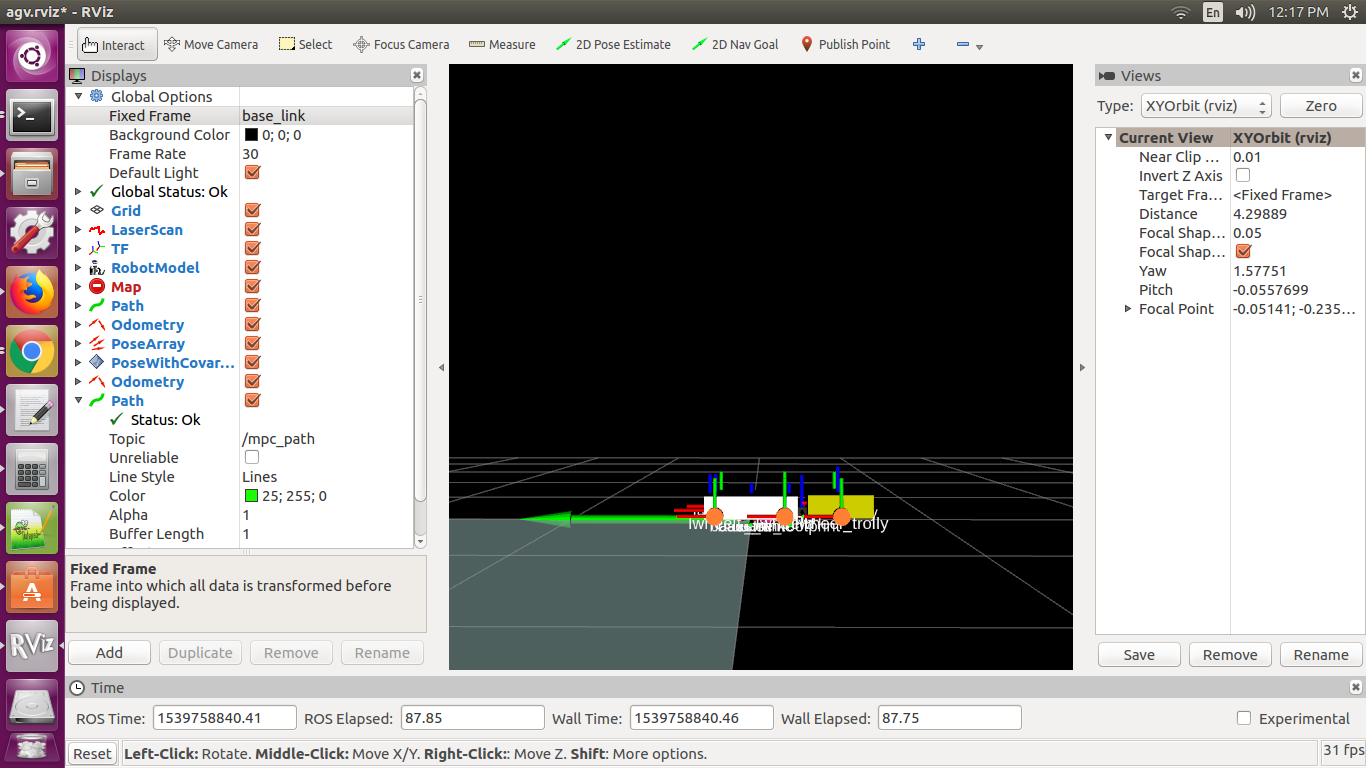 agv.rviz* - RViz
En
12:17 PM
Interact
Move Camera
Select
Focus Camera
Measure
2D Pose Estimate
2D Nav Goal
Publish Point
Displays
Global Options
Fixed Frame base_link
Background Color 0; 0; 0
Frame Rate 30
Default Light
Global Status: Ok
Grid
LaserScan
TF
RobotModel
Map
Path
Odometry
PoseArray
PoseWithCovar...
Odometry
Path
Status: Ok
Topic /mpc_path
Unreliable
Line Style Lines
Color 25; 255; 0
Alpha 1
Buffer Length 1
Fixed Frame
Frame into which all data is transformed before
being displayed.
Add
Duplicate
Remove
Rename
_trolly
Views
Type: XYOrbit (rviz) Zero
Current View XYOrbit (rviz)
Near Clip ... 0.01
Invert Z Axis
Target Fra... <Fixed Frame>
Distance 4.29889
Focal Shap... 0.05
Focal Shap...
Yaw 1.57751
Pitch -0.0557699
Focal Point -0.05141; -0.235...
Save
Remove
Rename
RViz
Time
ROS Time: 1539758840.41 ROS Elapsed: 87.85 Wall Time: 1539758840.46 Wall Elapsed: 87.75 Experimental
Reset
Left-Click: Rotate. Middle-Click: Move X/Y. Right-Click:: Move Z. Shift: More options.
31 fps